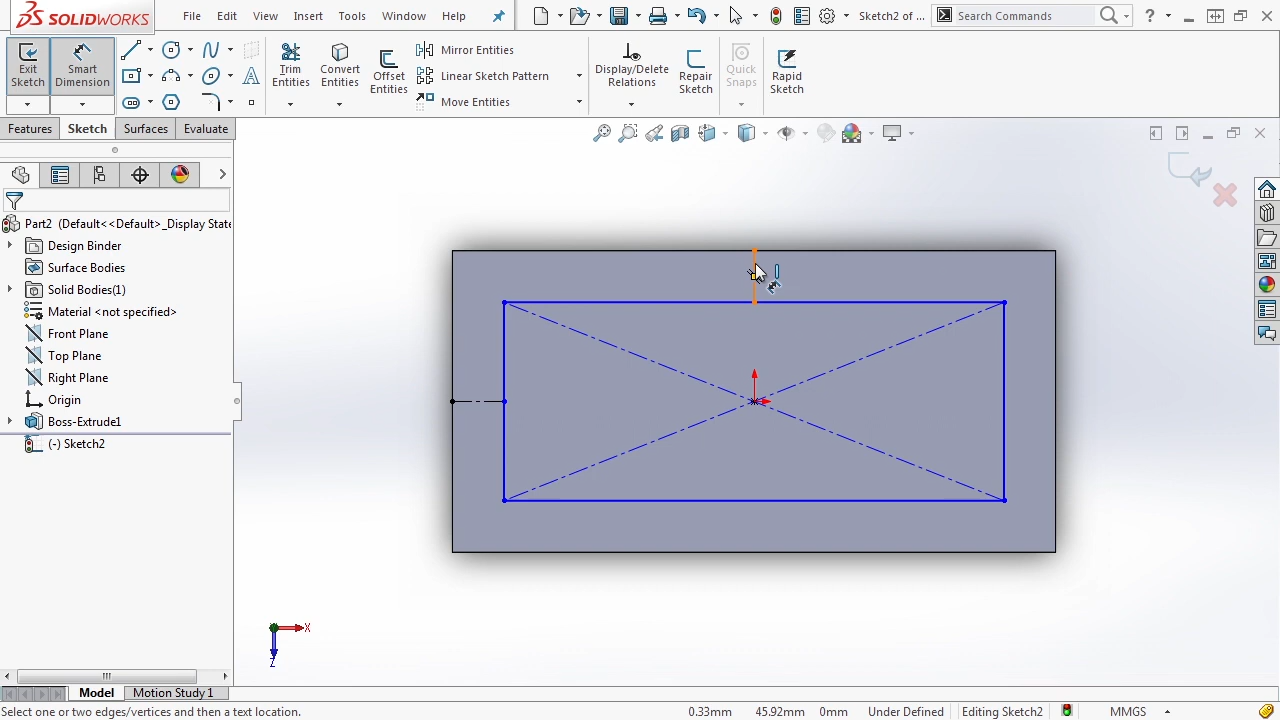 SOLIDWORKS File Edit View Insert Tools Window Help Sketch2 of ... Search Commands
Exit Sketch Smart Dimension Trim Entities Convert Entities Offset Entities Mirror Entities Linear Sketch Pattern Move Entities Display/Delete Relations Repair Sketch Quick Snaps Rapid Sketch
Features Sketch Surfaces Evaluate
Part2 (Default<<Default>_Display State
Design Binder
Surface Bodies
Solid Bodies(1)
Material <not specified>
Front Plane
Top Plane
Right Plane
Origin
Boss-Extrude1
(-) Sketch2
X
Z
Model Motion Study 1
Select one or two edges/vertices and then a text location. 0.33mm 45.92mm 0mm Under Defined Editing Sketch2 MMGS